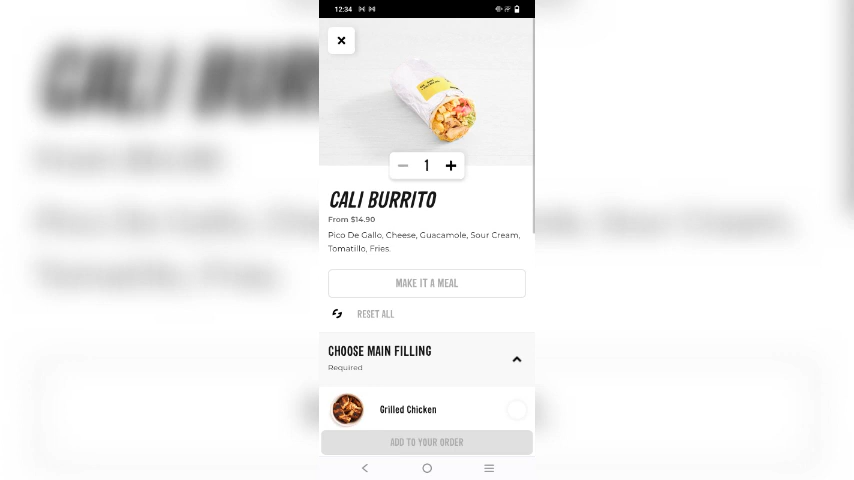 12:34
1
CALI BURRITO
From $14.90
Pico De Gallo, Cheese, Guacamole, Sour Cream,
Tomatillo, Fries.
MAKE IT A MEAL
RESET ALL
CHOOSE MAIN FILLING
Required
Grilled Chicken
ADD TO YOUR ORDER